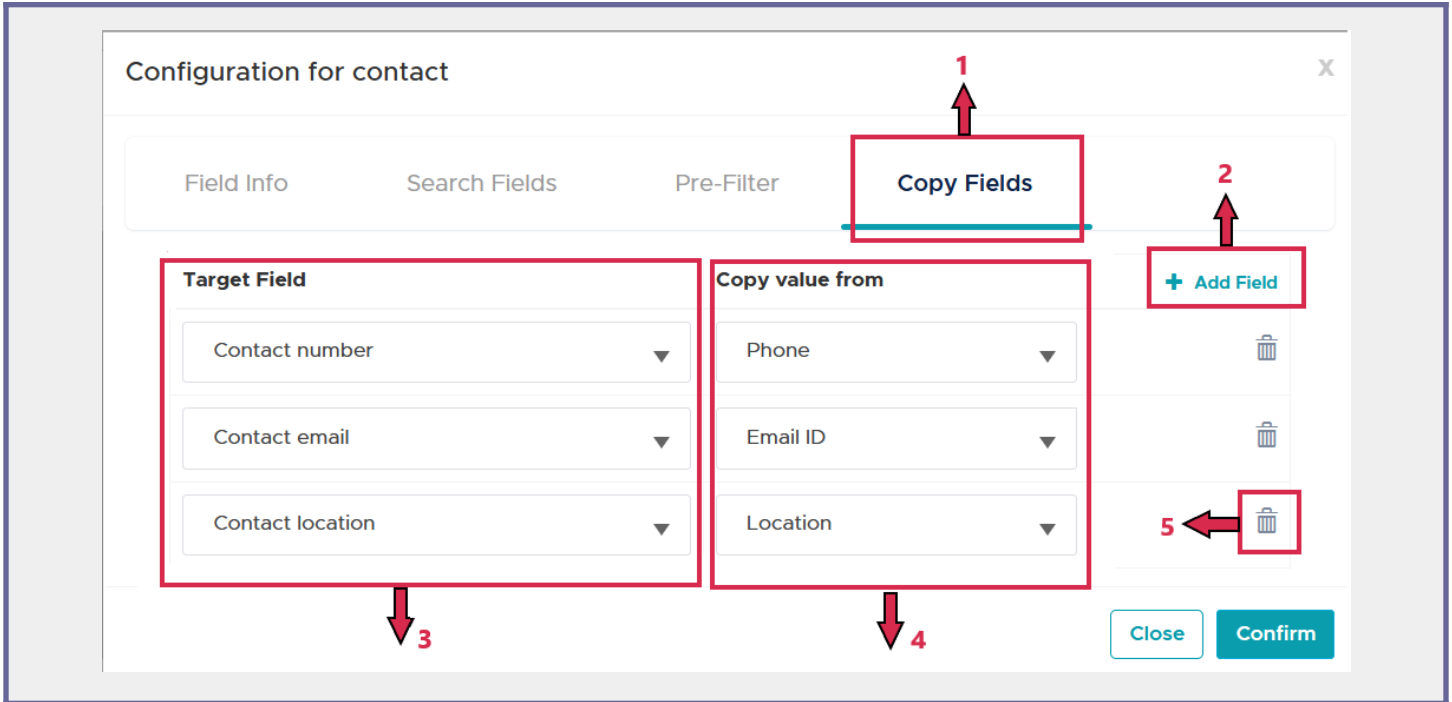 Configuration for contact
1
X
Field Info
Search Fields
Pre-Filter
Copy Fields
2
Target Field
Copy value from
+ Add Field
Contact number
Phone
Contact email
Email ID
Contact location
Location
5
3
4
Close
Confirm